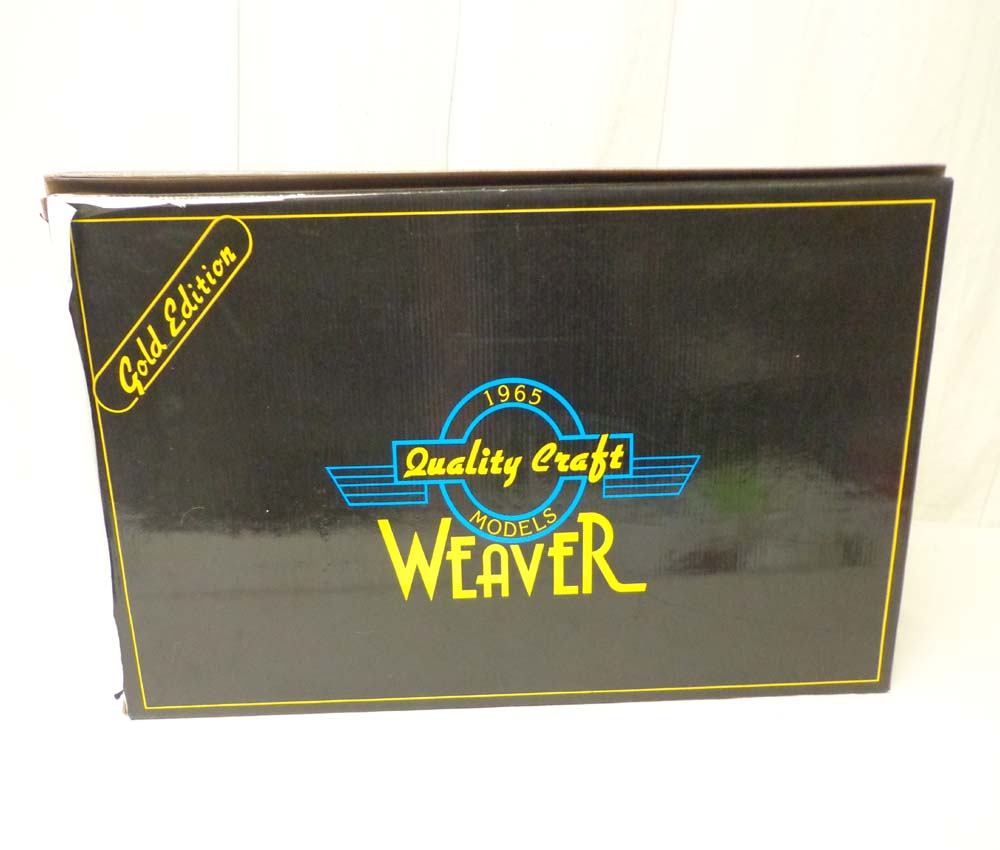 Gold Edition
1965
Quality Craft
MODELS
WEAVER